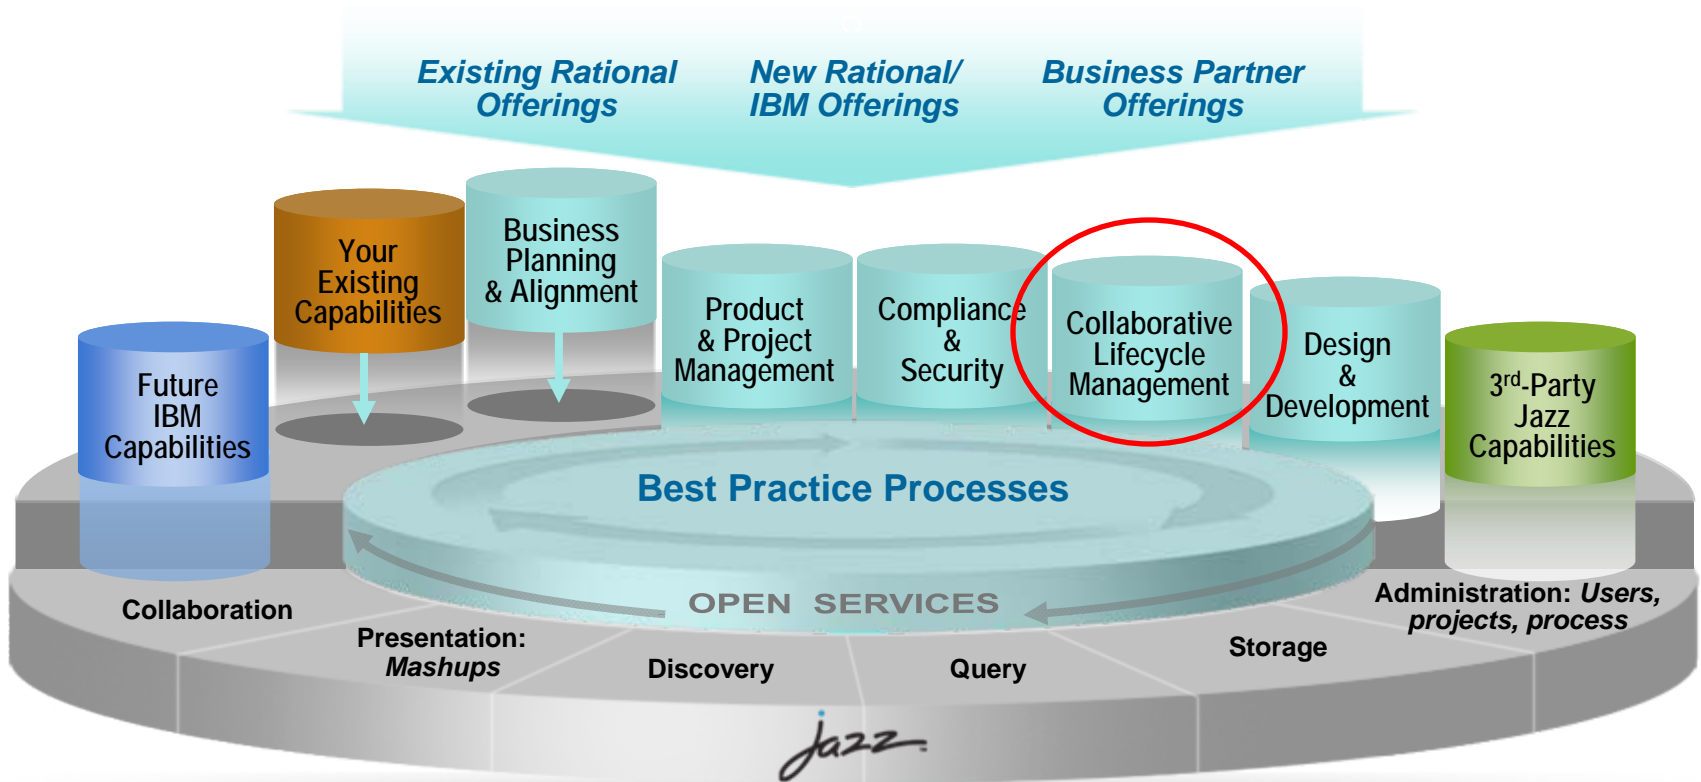 Existing Rational
Offerings
New Rational/
IBM Offerings
Business Partner
Offerings
Future
IBM
Capabilities
Your
Existing
Capabilities
Business
Planning
& Alignment
Product
& Project
Management
Compliance
&
Security
Collaborative
Lifecycle
Management
Design
&
Development
3rd-Party
Jazz
Capabilities
Best Practice Processes
OPEN SERVICES
Collaboration
Presentation:
Mashups
Discovery
Query
Storage
Administration: Users,
projects, process
jazz